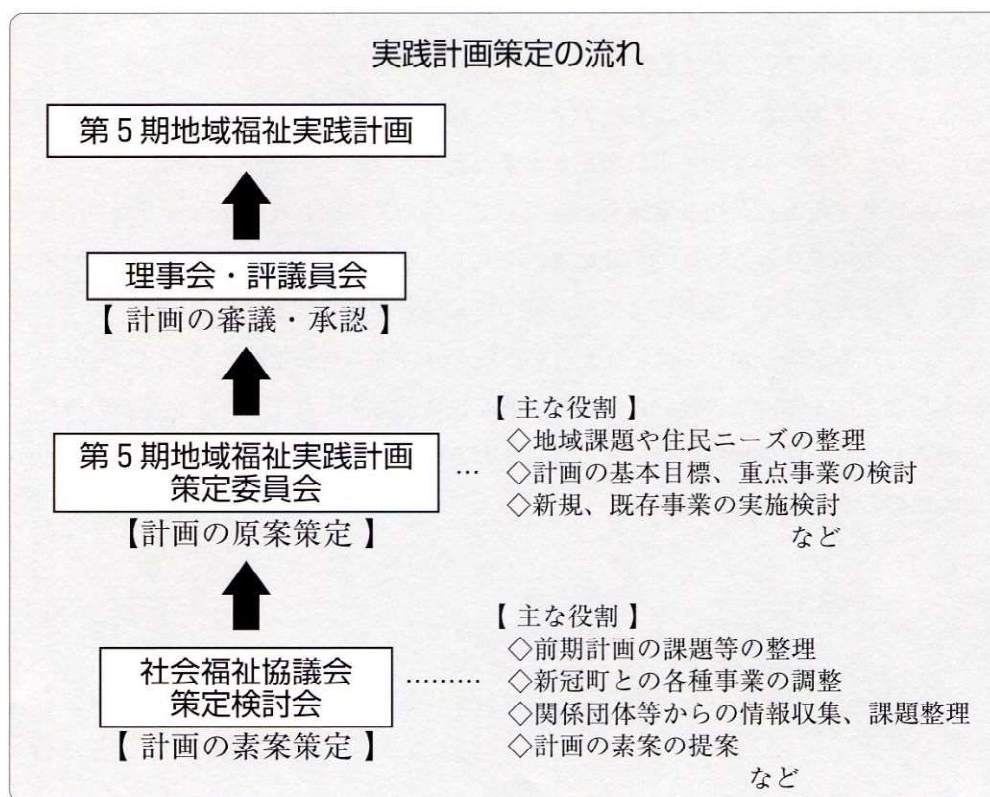 実践計画策定の流れ
第5期地域福祉実践計画
理事会・評議員会
【 計画の審議・承認 】
第5期地域福祉実践計画
策定委員会
【計画の原案策定 】
…
【 主な役割 】
◇地域課題や住民ニーズの整理
◇計画の基本目標、重点事業の検討
◇新規、既存事業の実施検討
など
社会福祉協議会
策定検討会
【 計画の素案策定 】
………
【 主な役割 】
◇前期計画の課題等の整理
◇新冠町との各種事業の調整
◇関係団体等からの情報収集、課題整理
◇計画の素案の提案
など